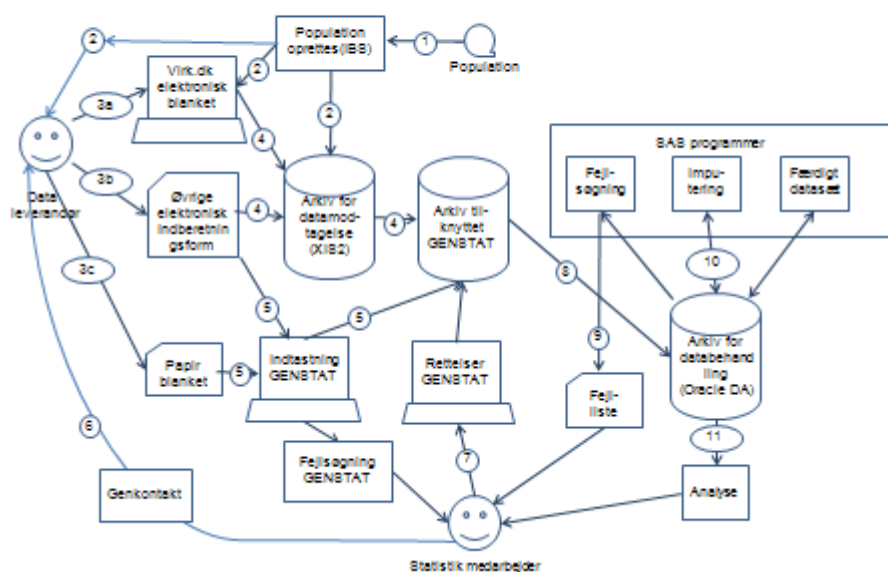 2
Population
oprettes(IBS)
1
Population
2
2
Virk.dk
elektronisk
blanket
3a
4
SAS programmer
Fejl-
søgning
Impu-
tering
Færdigt
datasæt
3b
Data
leverandør
Øvrige
elektronisk
indberetni-
ingsform
4
Arkiv for
datamod-
tagelse
(XIS2)
4
Arkiv til-
knyttet
GENSTAT
3c
8
10
5
5
9
Arkiv for
databehand
ling
(Oracle DA)
Papir
blanket
5
Indtastning
GENSTAT
Rettelser
GENSTAT
Fejl-
liste
6
11
Fejlsøgning
GENSTAT
7
Genkontakt
Analyse
Statistik medarbejder